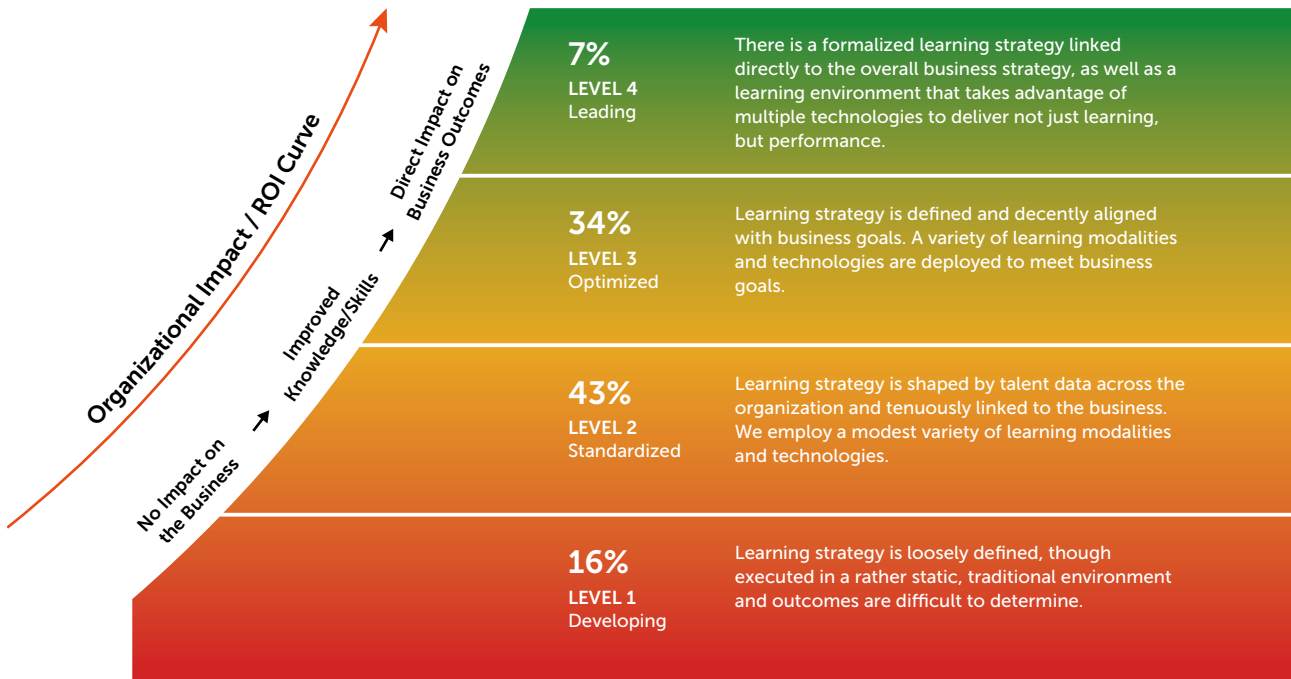 Organizational Impact / ROI Curve
No Impact on
the Business
Improved
Knowledge/Skills
Direct Impact on
Business Outcomes
7%
LEVEL 4
Leading
There is a formalized learning strategy linked
directly to the overall business strategy, as well as a
learning environment that takes advantage of
multiple technologies to deliver not just learning,
but performance.
34%
LEVEL 3
Optimized
Learning strategy is defined and decently aligned
with business goals. A variety of learning modalities
and technologies are deployed to meet business
goals.
43%
LEVEL 2
Standardized
Learning strategy is shaped by talent data across the
organization and tenuously linked to the business.
We employ a modest variety of learning modalities
and technologies.
16%
LEVEL 1
Developing
Learning strategy is loosely defined, though
executed in a rather static, traditional environment
and outcomes are difficult to determine.